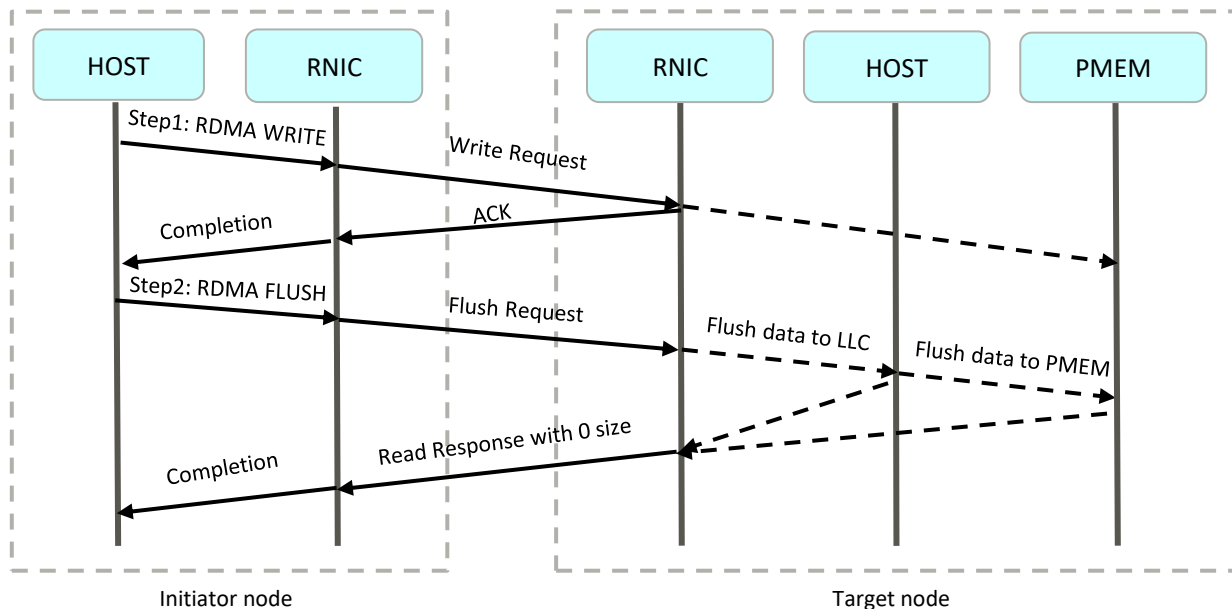 HOST
RNIC
RNIC
HOST
PMEM
Step1: RDMA WRITE
Write Request
ACK
Completion
Step2: RDMA FLUSH
Flush Request
Flush data to LLC
Flush data to PMEM
Read Response with 0 size
Completion
Initiator node
Target node